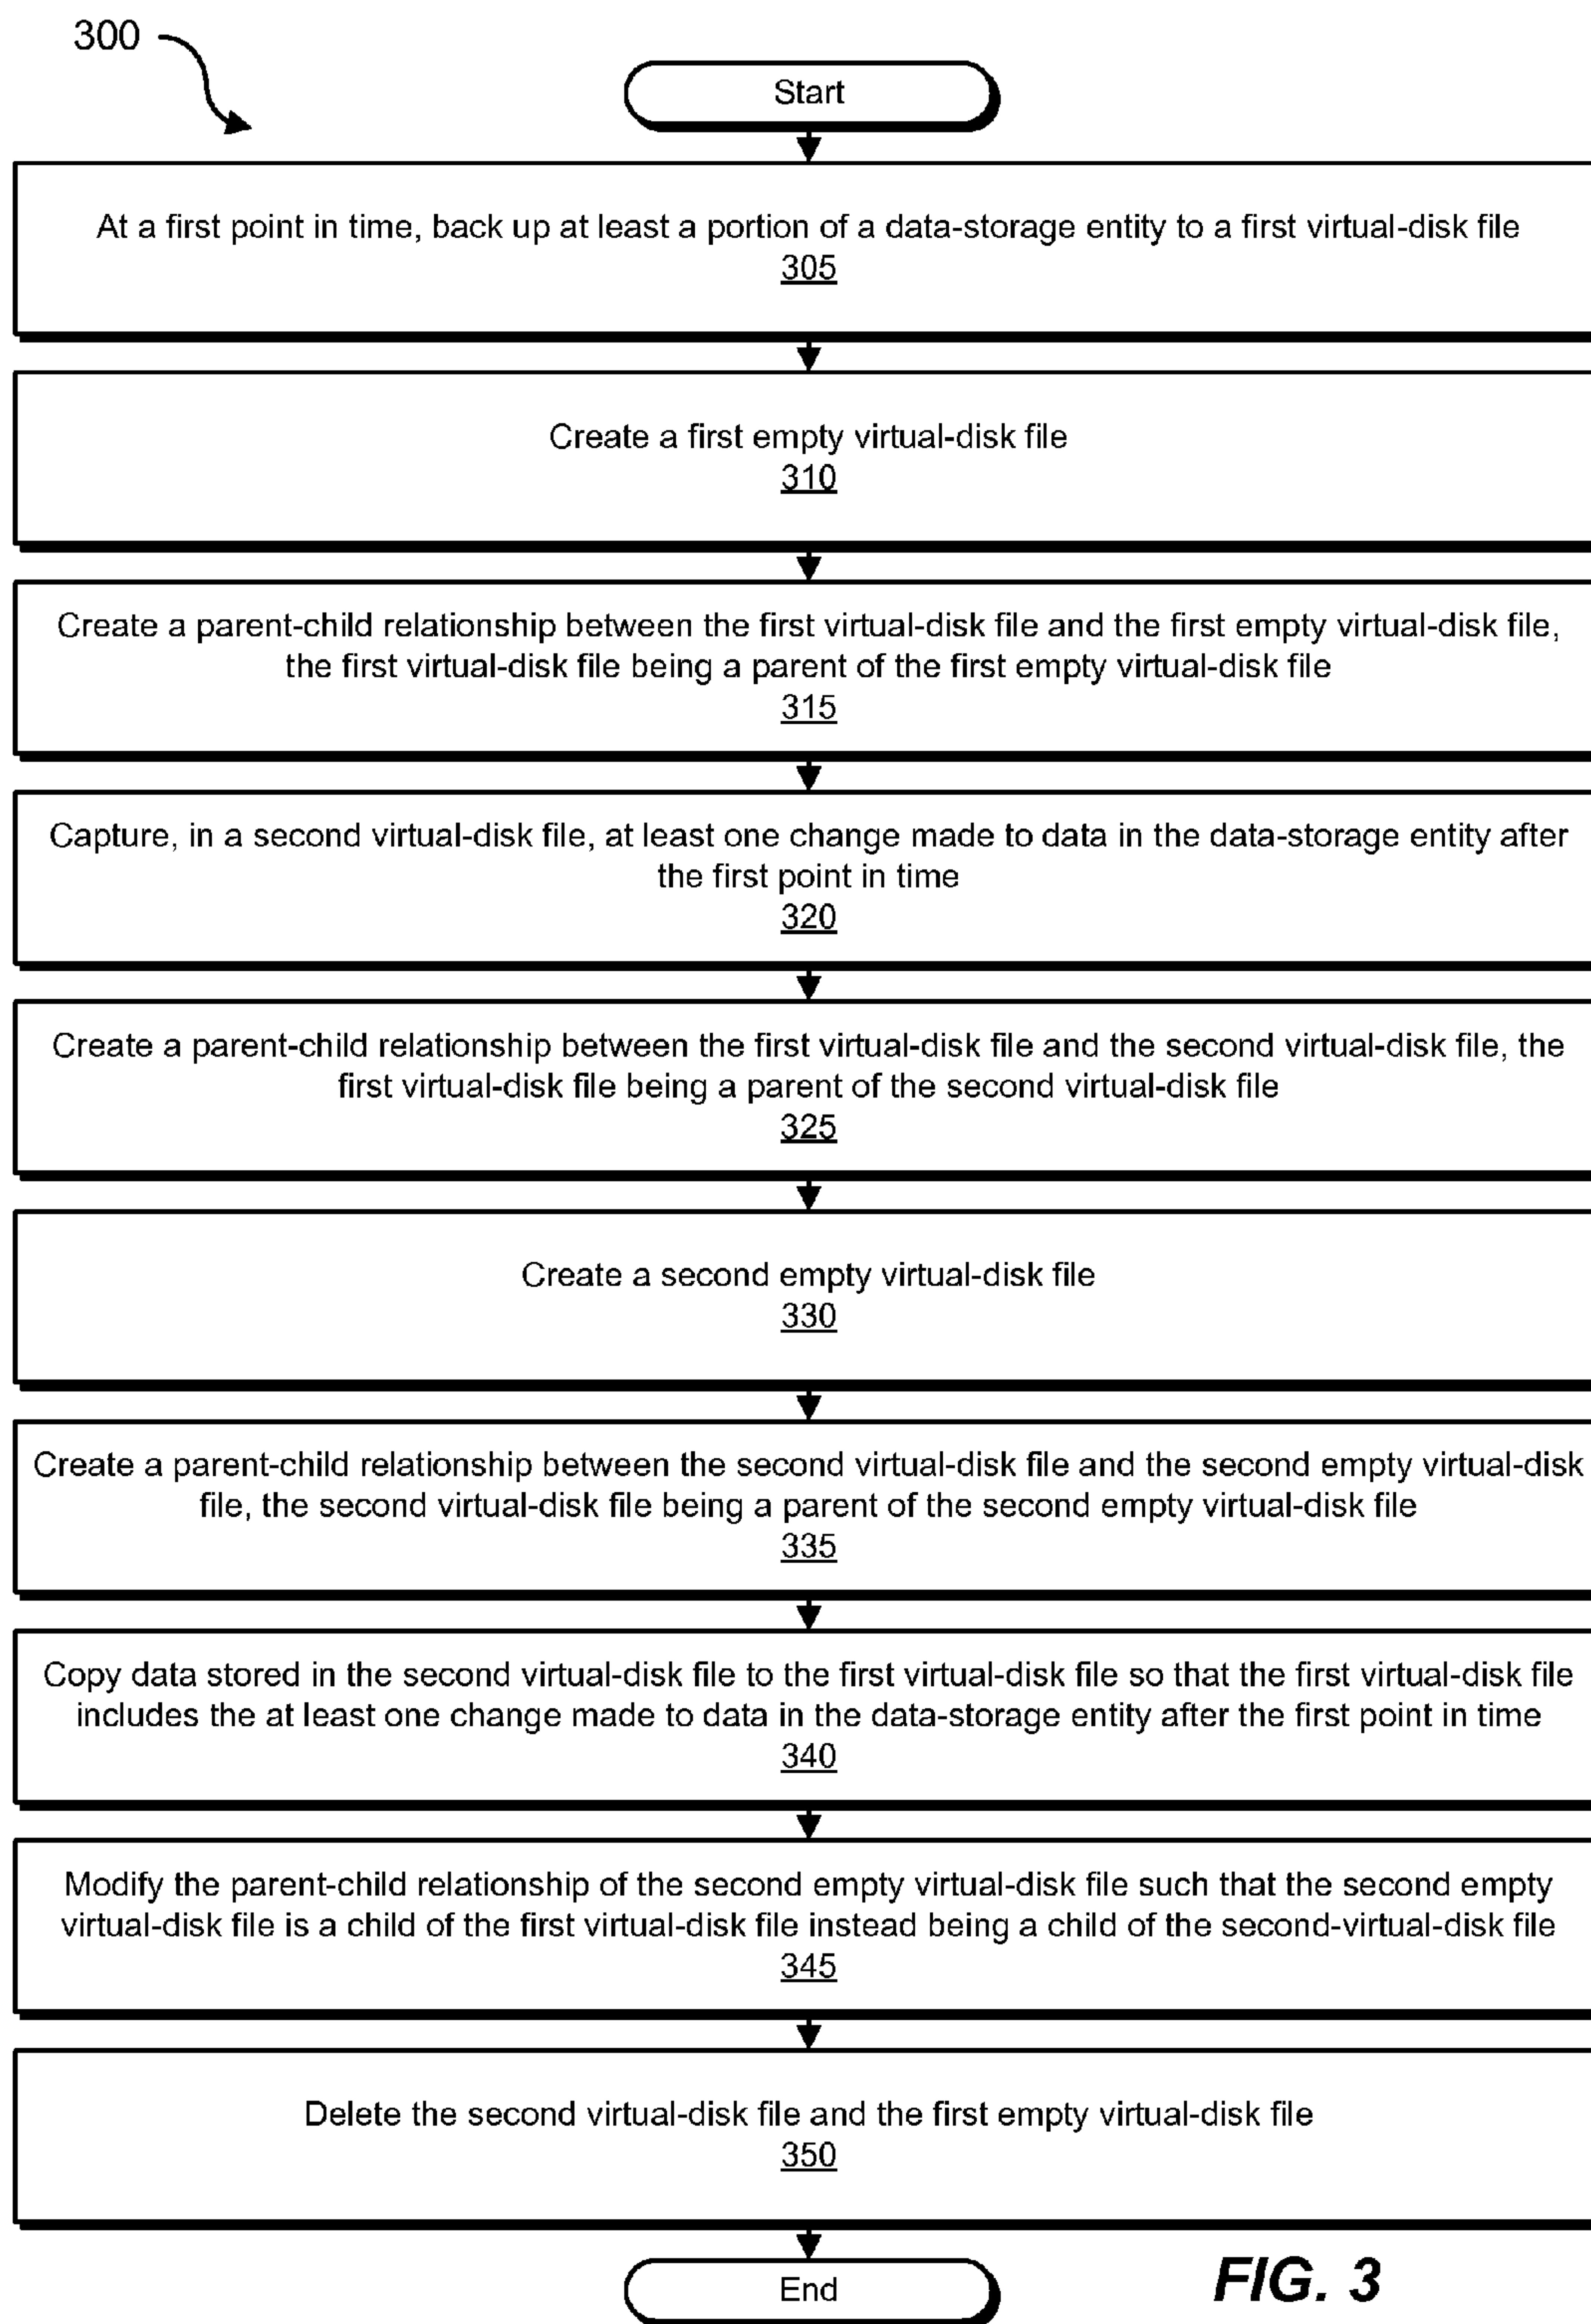 300
Start
At a first point in time, back up at least a portion of a data-storage entity to a first virtual-disk file
305
Create a first empty virtual-disk file
310
Create a parent-child relationship between the first virtual-disk file and the first empty virtual-disk file,
the first virtual-disk file being a parent of the first empty virtual-disk file
315
Capture, in a second virtual-disk file, at least one change made to data in the data-storage entity after
the first point in time
320
Create a parent-child relationship between the first virtual-disk file and the second virtual-disk file, the
first virtual-disk file being a parent of the second virtual-disk file
325
Create a second empty virtual-disk file
330
Create a parent-child relationship between the second virtual-disk file and the second empty virtual-disk
file, the second virtual-disk file being a parent of the second empty virtual-disk file
335
Copy data stored in the second virtual-disk file to the first virtual-disk file so that the first virtual-disk file
includes the at least one change made to data in the data-storage entity after the first point in time
340
Modify the parent-child relationship of the second empty virtual-disk file such that the second empty
virtual-disk file is a child of the first virtual-disk file instead being a child of the second-virtual-disk file
345
Delete the second virtual-disk file and the first empty virtual-disk file
350
End
FIG. 3